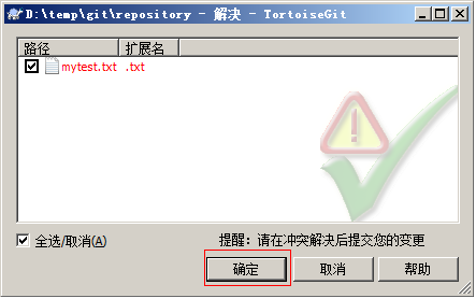 D:\temp\git\repository - 解决 - TortoiseGit
路径 扩展名
mytest.txt .txt
全选/取消(A) 提醒：请在冲突解决后提交您的变更
确定 取消 帮助